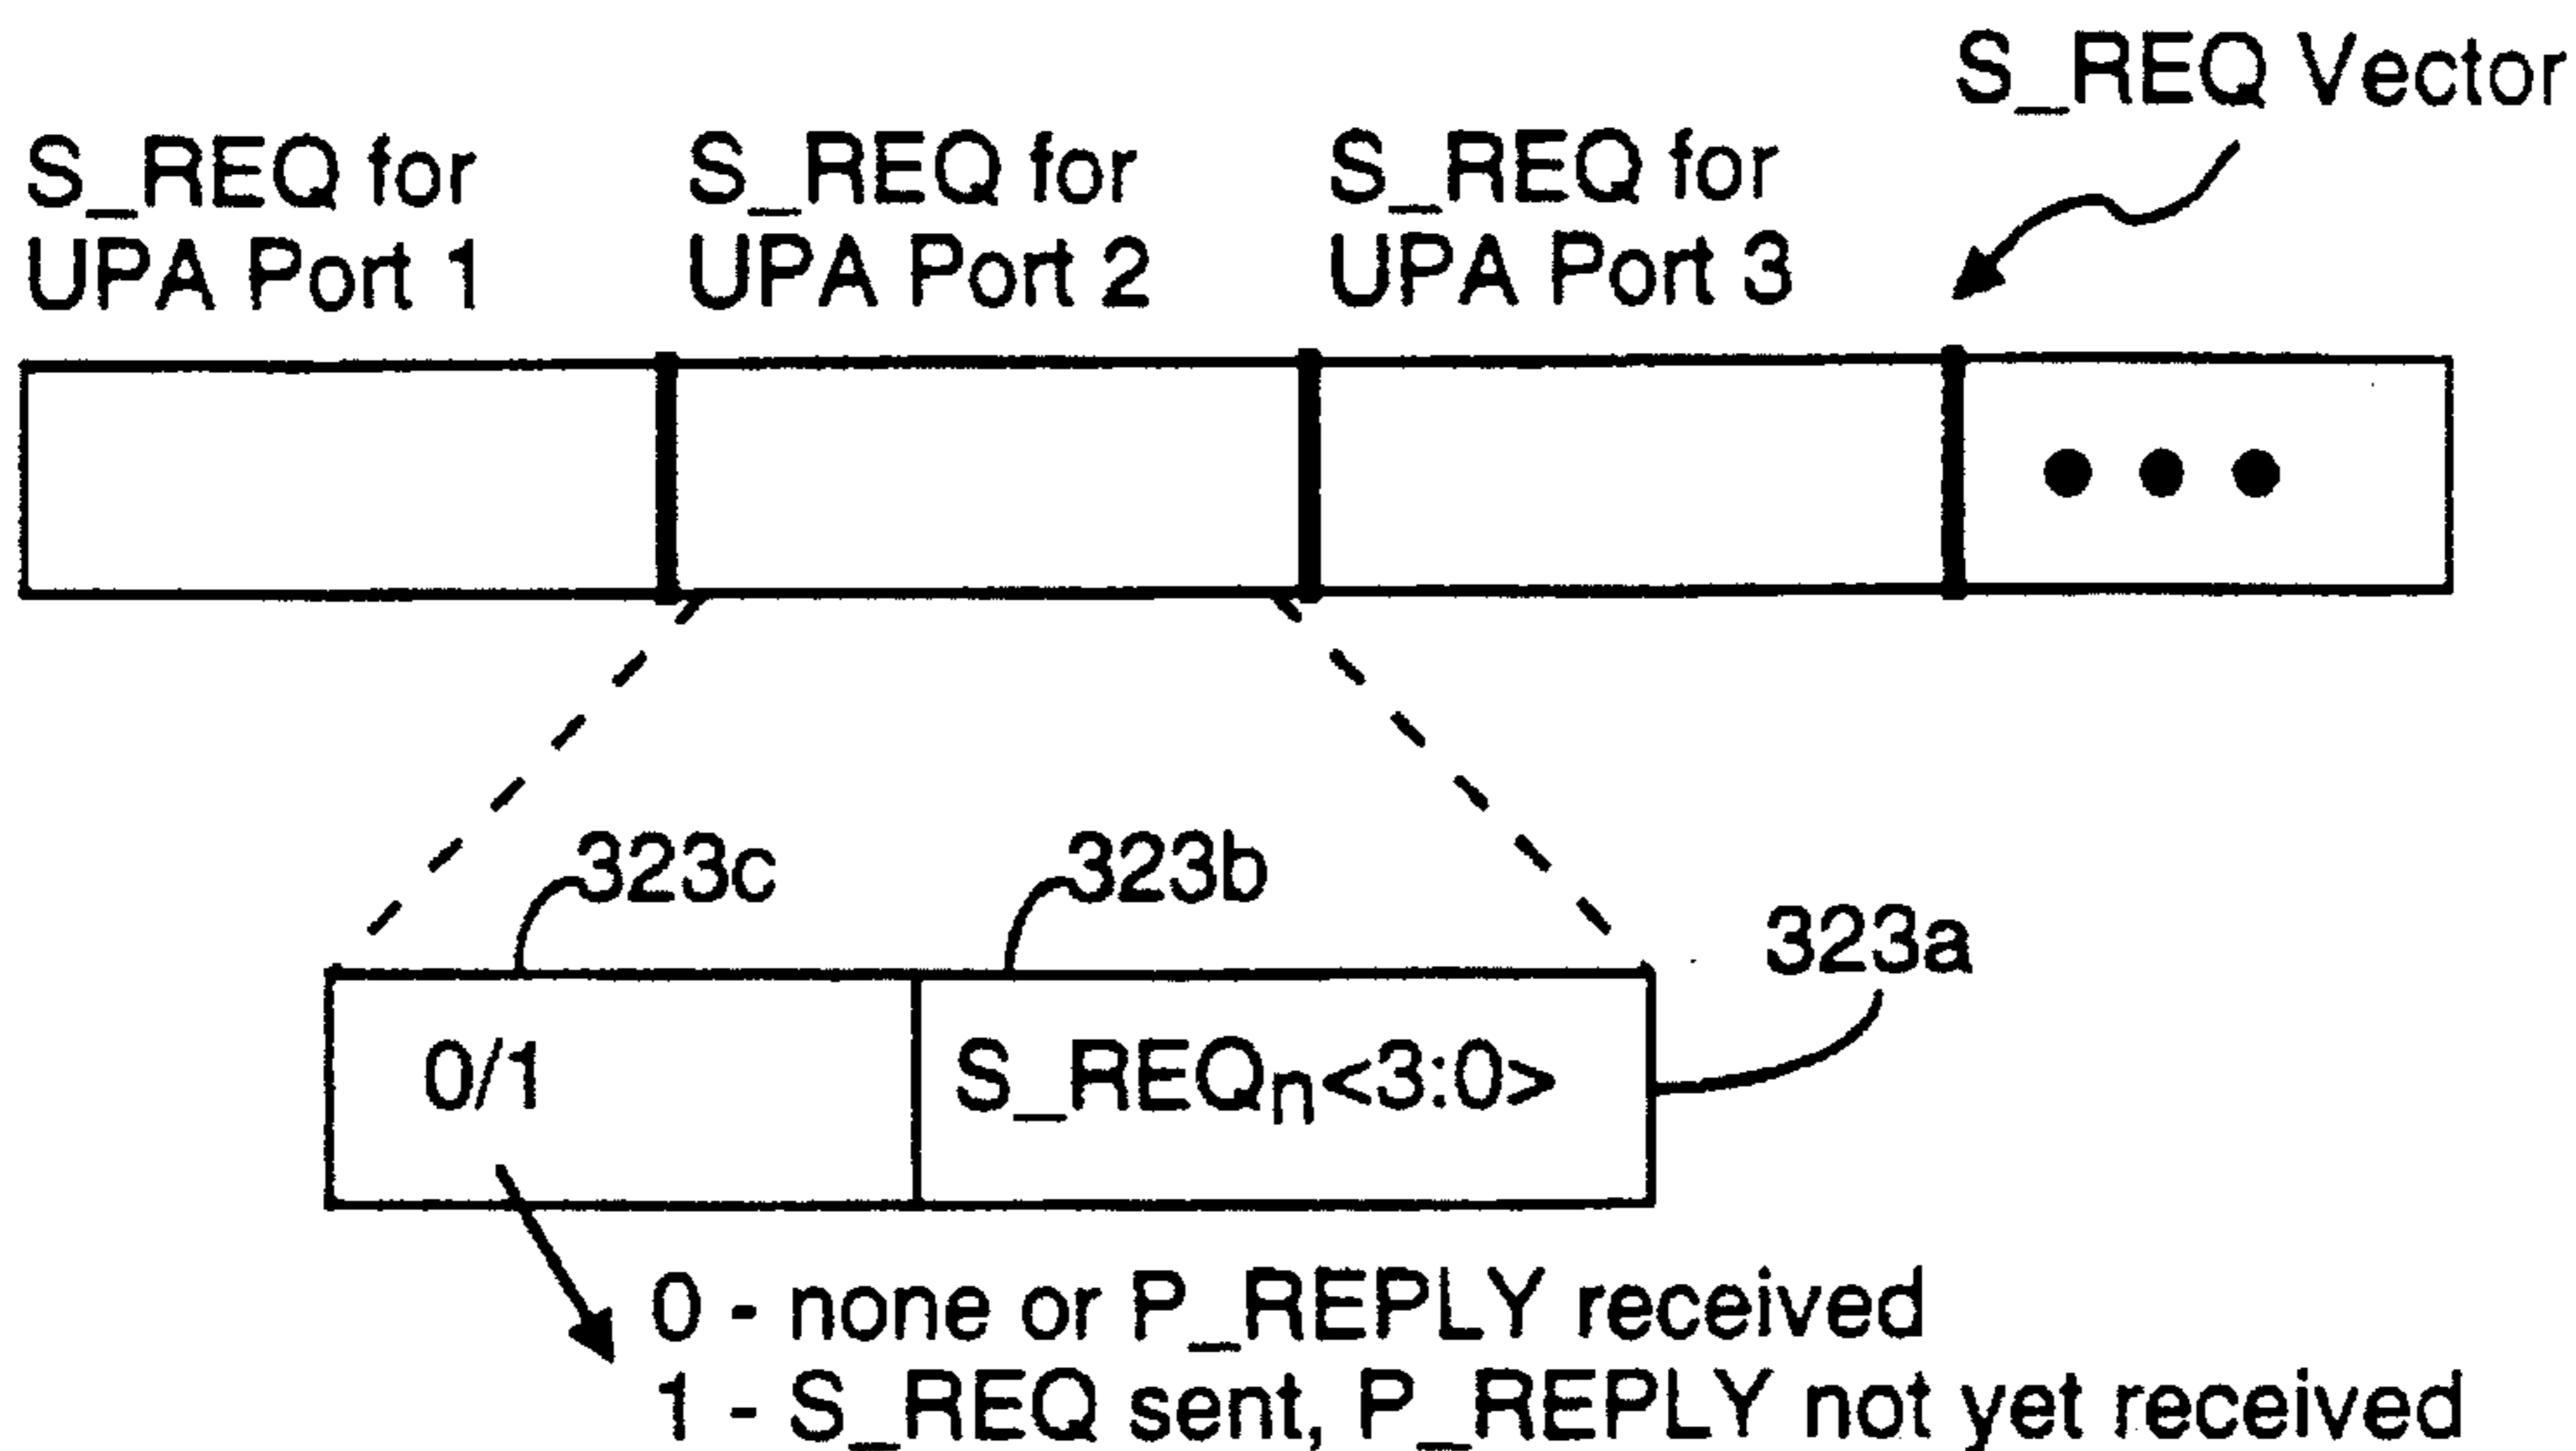 S_REQ Vector
S_REQ for
UPA Port 1
S_REQ for
UPA Port 2
S_REQ for
UPA Port 3
323c
323b
323a
0/1
S_REQn<3:0>
0 - none or P_REPLY received
1 - S_REQ sent, P_REPLY not yet received